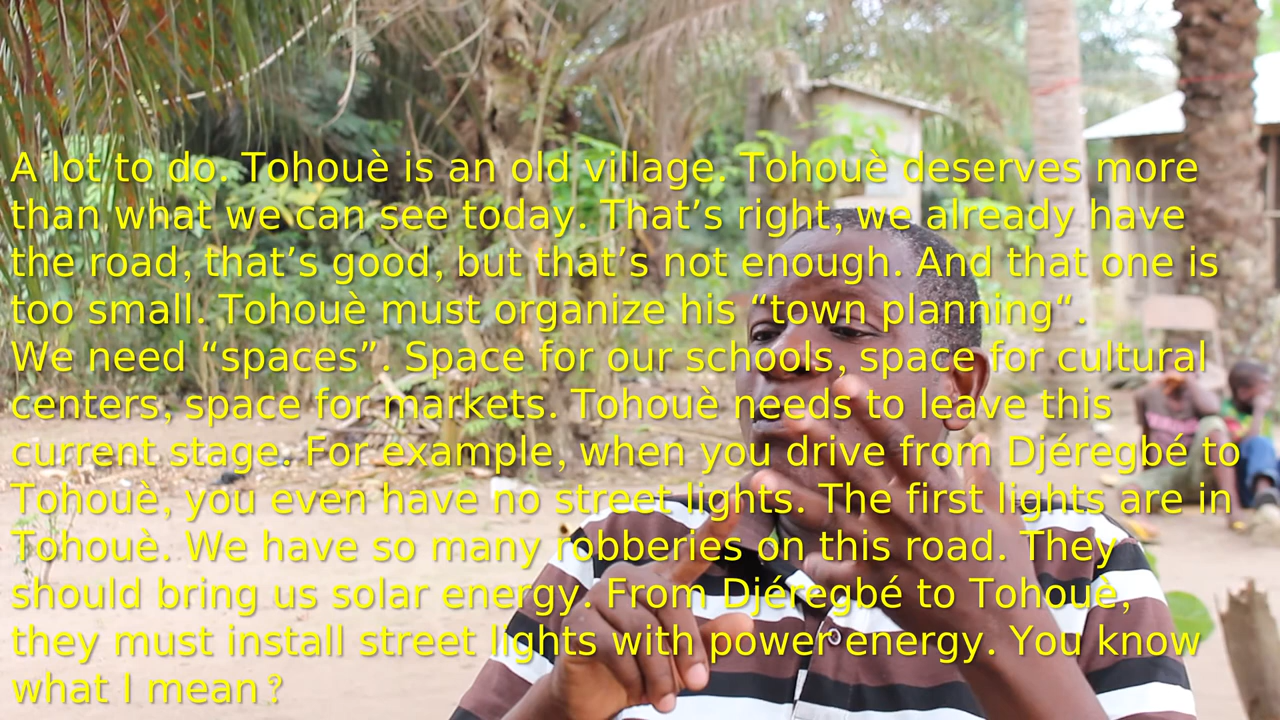 A lot to do. Tohouè is an old village. Tohouè deserves more
than what we can see today. That’s right, we already have
the road, that’s good, but that’s not enough. And that one is
too small. Tohouè must organize his “town planning“.
We need “spaces”. Space for our schools, space for cultural
centers, space for markets. Tohouè needs to leave this
current stage. For example, when you drive from Djéregbé to
Tohouè, you even have no street lights. The first lights are in
Tohouè. We have so many robberies on this road. They
should bring us solar energy. From Djéregbé to Tohouè,
they must install street lights with power energy. You know
what I mean ?